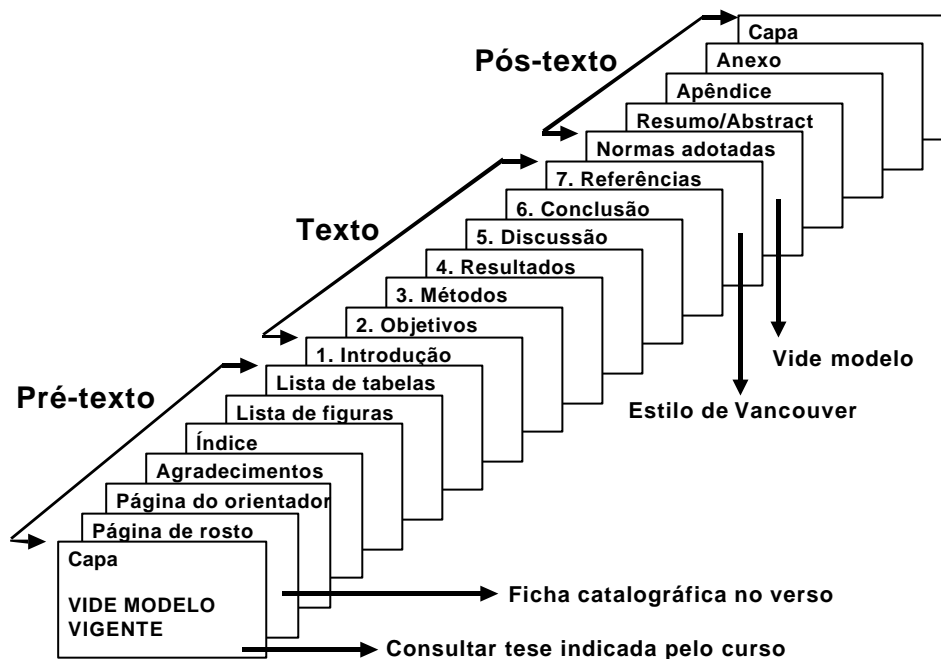 Capa
Anexo
Pós-texto
Apêndice
Resumo/Abstract
Normas adotadas
7. Referências
6. Conclusão
Texto
5. Discussão
4. Resultados
3. Métodos
2. Objetivos
1. Introdução
Vide modelo
Lista de tabelas
Pré-texto
Lista de figuras
Estilo de Vancouver
Índice
Agradecimentos
Página do orientador
Página de rosto
Capa
VIDE MODELO
VIGENTE
Ficha catalográfica no verso
Consultar tese indicada pelo curso